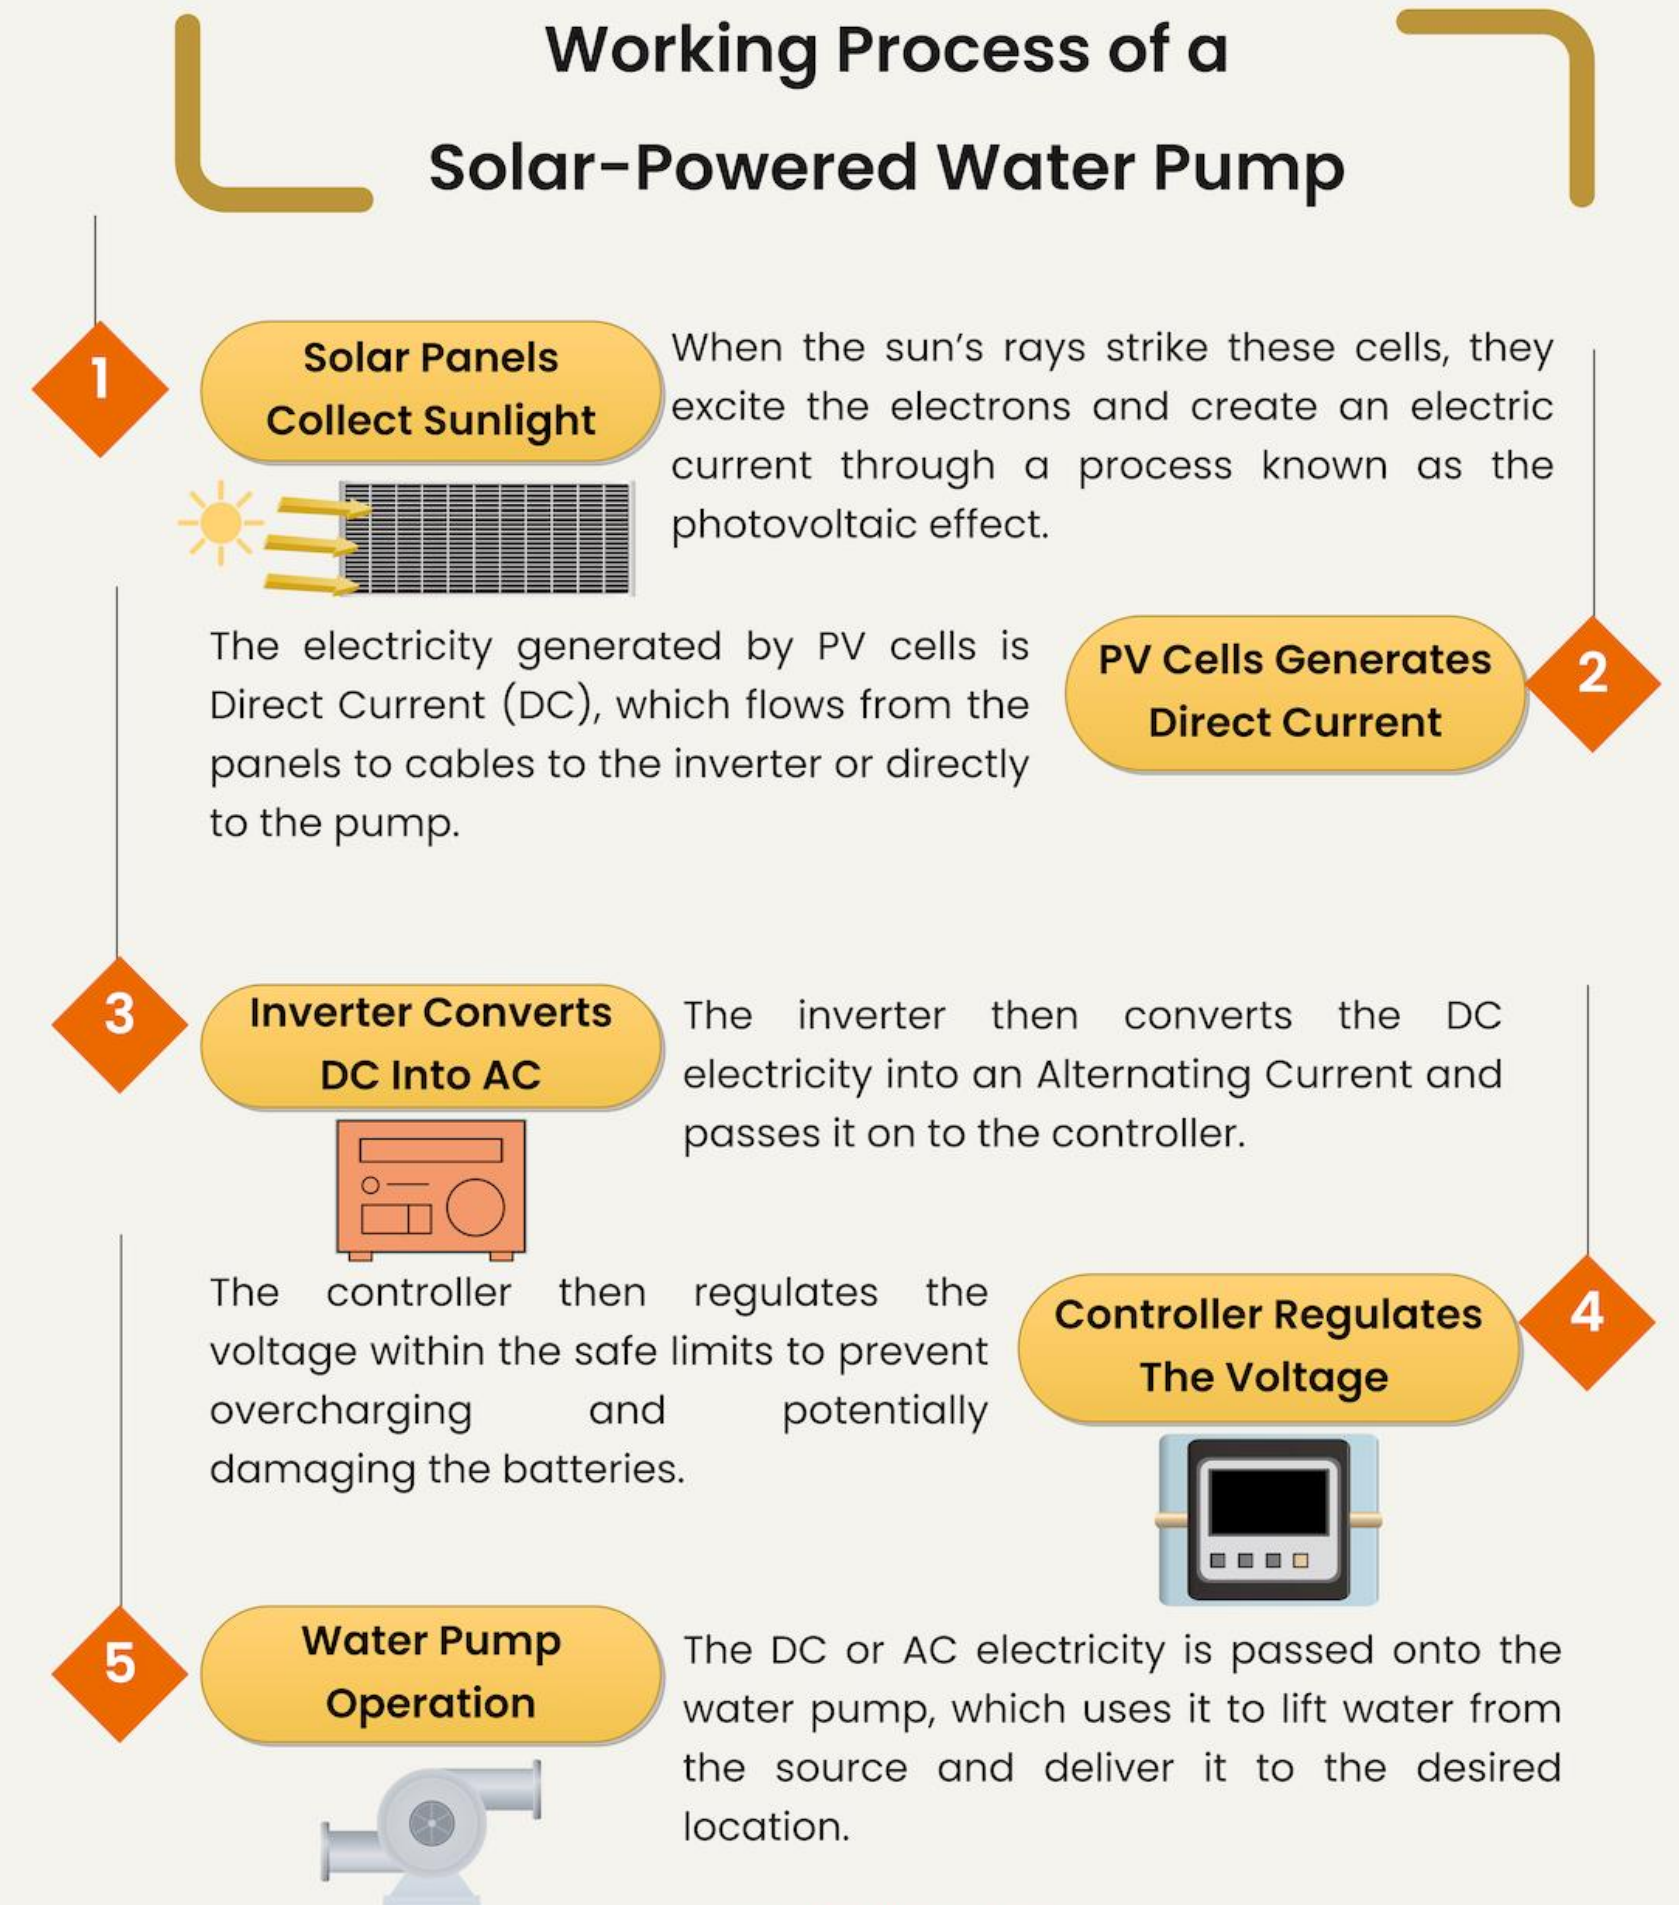 Working Process of a
Solar-Powered Water Pump
1
Solar Panels
Collect Sunlight
When the sun's rays strike these cells, they
excite the electrons and create an electric
current through a process known as the
photovoltaic effect.
The electricity generated by PV cells is
Direct Current (DC), which flows from the
panels to cables to the inverter or directly
to the pump.
PV Cells Generates
Direct Current
2
3
Inverter Converts
DC Into AC
The inverter then converts the DC
electricity into an Alternating Current and
passes it on to the controller.
The controller then regulates the
voltage within the safe limits to prevent
overcharging and potentially
damaging the batteries.
Controller Regulates
The Voltage
4
5
Water Pump
Operation
The DC or AC electricity is passed onto the
water pump, which uses it to lift water from
the source and deliver it to the desired
location.